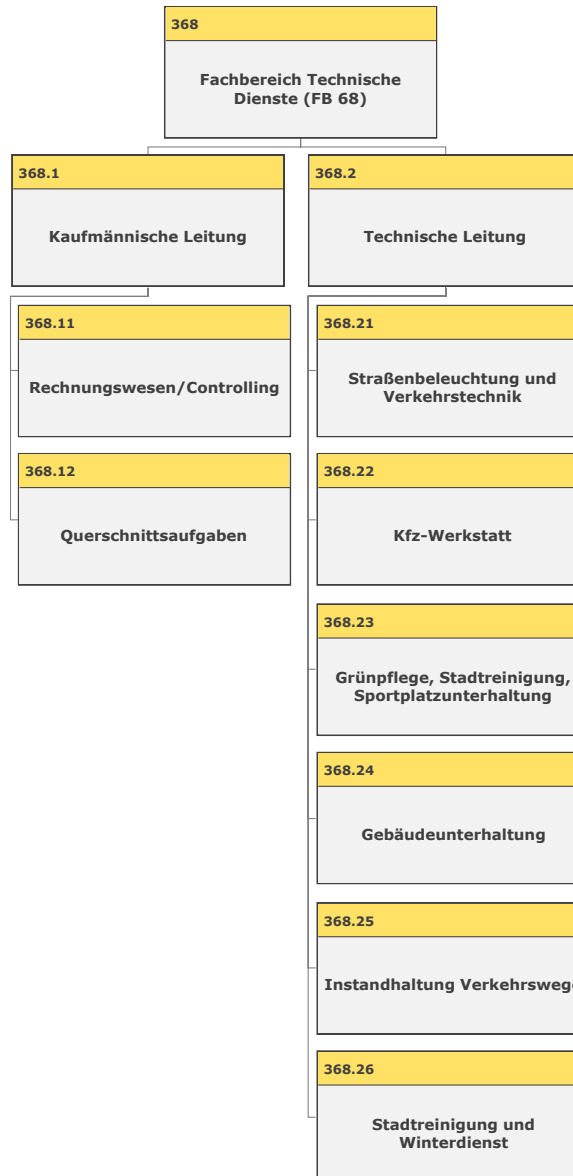 368
Fachbereich Technische
Dienste (FB 68)
368.1
Kaufmännische Leitung
368.2
Technische Leitung
368.11
Rechnungswesen/Controlling
368.12
Querschnittsaufgaben
368.21
Straßenbeleuchtung und
Verkehrstechnik
368.22
Kfz-Werkstatt
368.23
Grünpflege, Stadtreinigung,
Sportplatzunterhaltung
368.24
Gebäudeunterhaltung
368.25
Instandhaltung Verkehrswege
368.26
Stadtreinigung und
Winterdienst